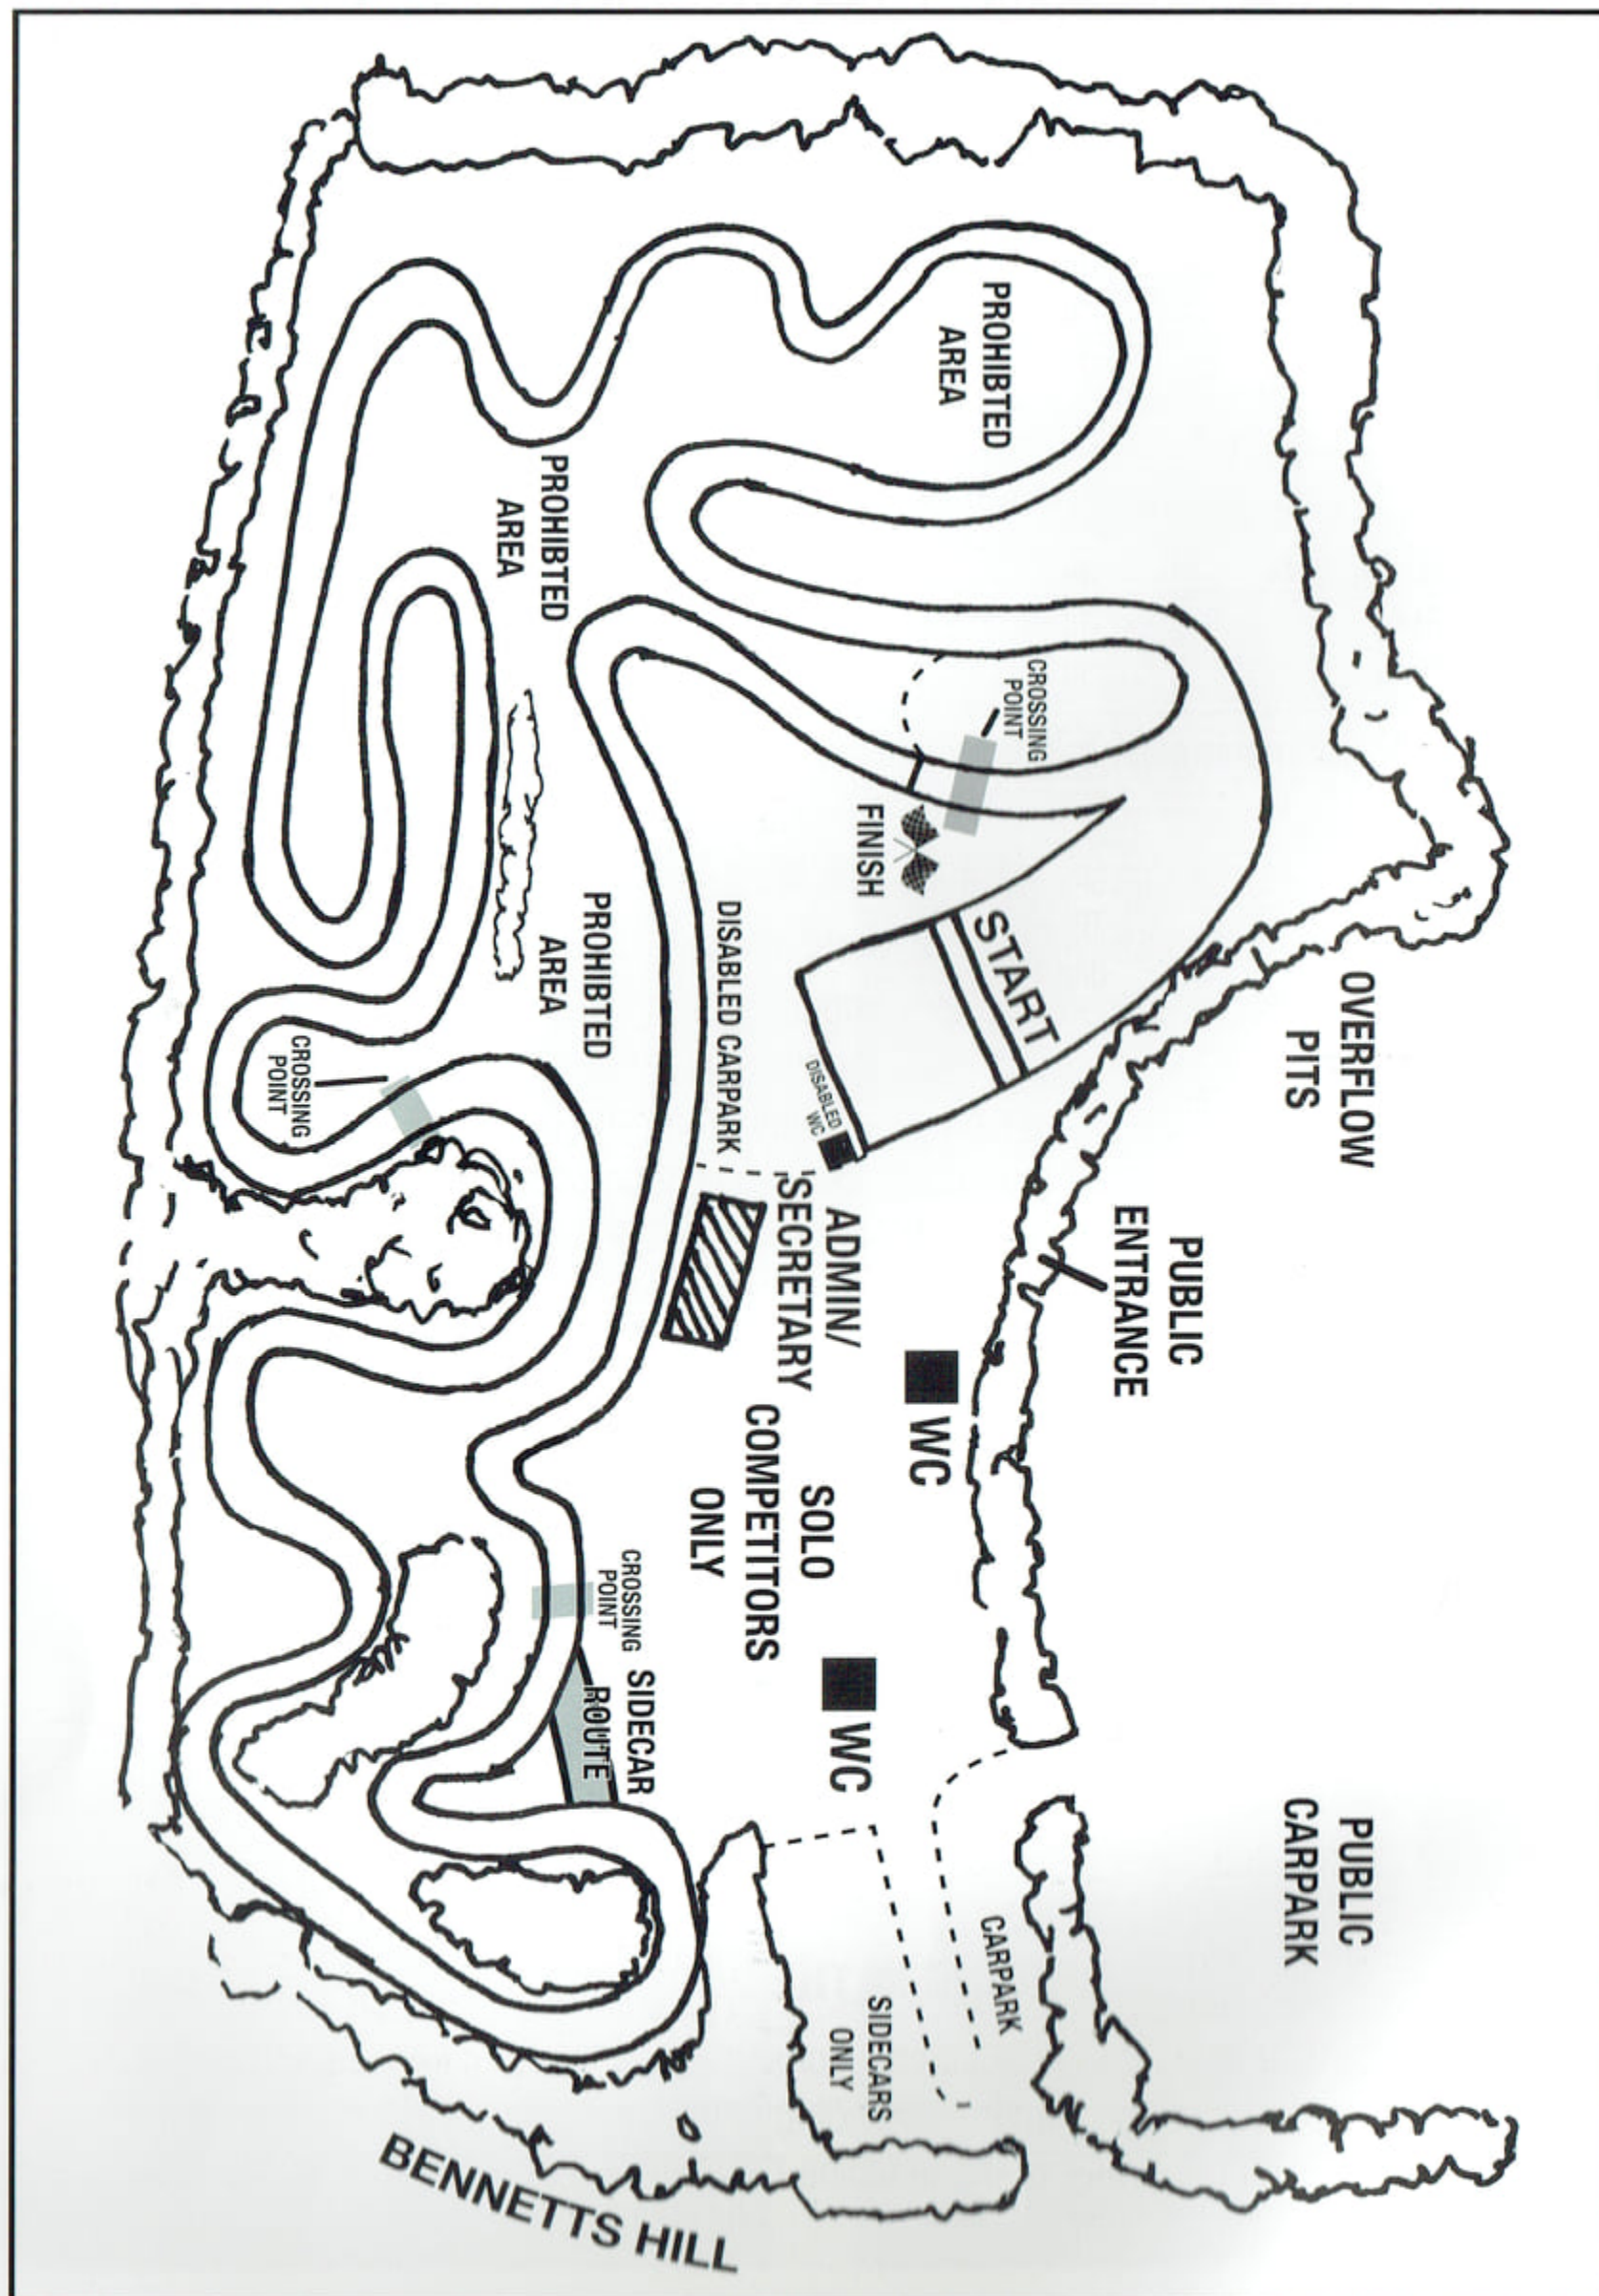 OVERFLOW
PITS
PUBLIC
CARPARK
PUBLIC
ENTRANCE
PROHIBTED
AREA
CROSSING
POINT
START
FINISH
DISABLED
WC
WC
WC
CARPARK
SIDECARS
ONLY
ADMIN/
SECRETARY
SOLO
COMPETITORS
ONLY
DISABLED CARPARK
PROHIBTED
AREA
PROHIBTED
AREA
CROSSING
POINT
SIDECAR
ROUTE
CROSSING
POINT
BENNETTS HILL